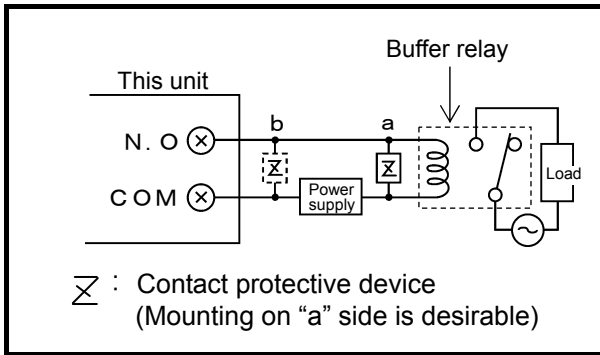 Buffer relay
This unit
b
a
N. O
COM
Power
supply
Load
: Contact protective device
(Mounting on “a” side is desirable)